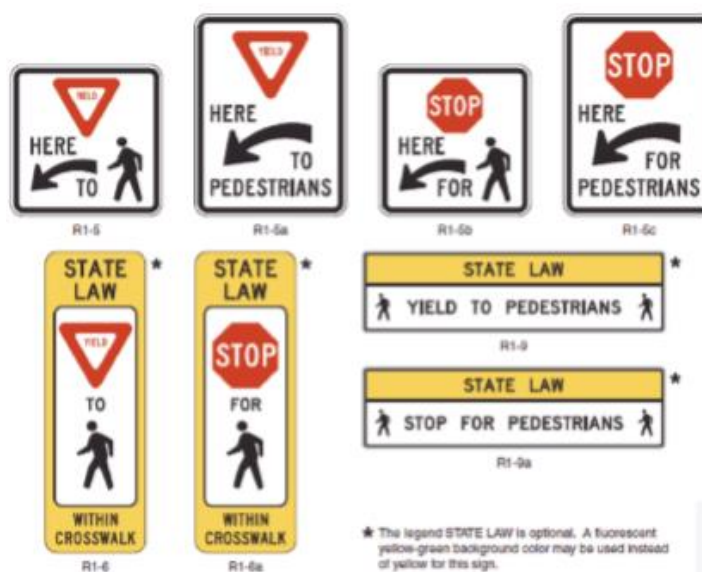 YIELD
HERE
TO
R1-5
YIELD
HERE
TO
PEDESTRIANS
R1-5a
STOP
HERE
FOR
R1-5b
STOP
HERE
FOR
PEDESTRIANS
R1-5c
STATE
LAW
*
YIELD
TO
WITHIN
CROSSWALK
R1-6
STATE
LAW
*
STOP
FOR
WITHIN
CROSSWALK
R1-6a
STATE LAW
*
YIELD TO PEDESTRIANS
R1-9
STATE LAW
*
STOP FOR PEDESTRIANS
R1-9a
* The legend STATE LAW is optional. A fluorescent
yellow-green background color may be used instead
of yellow for this sign.